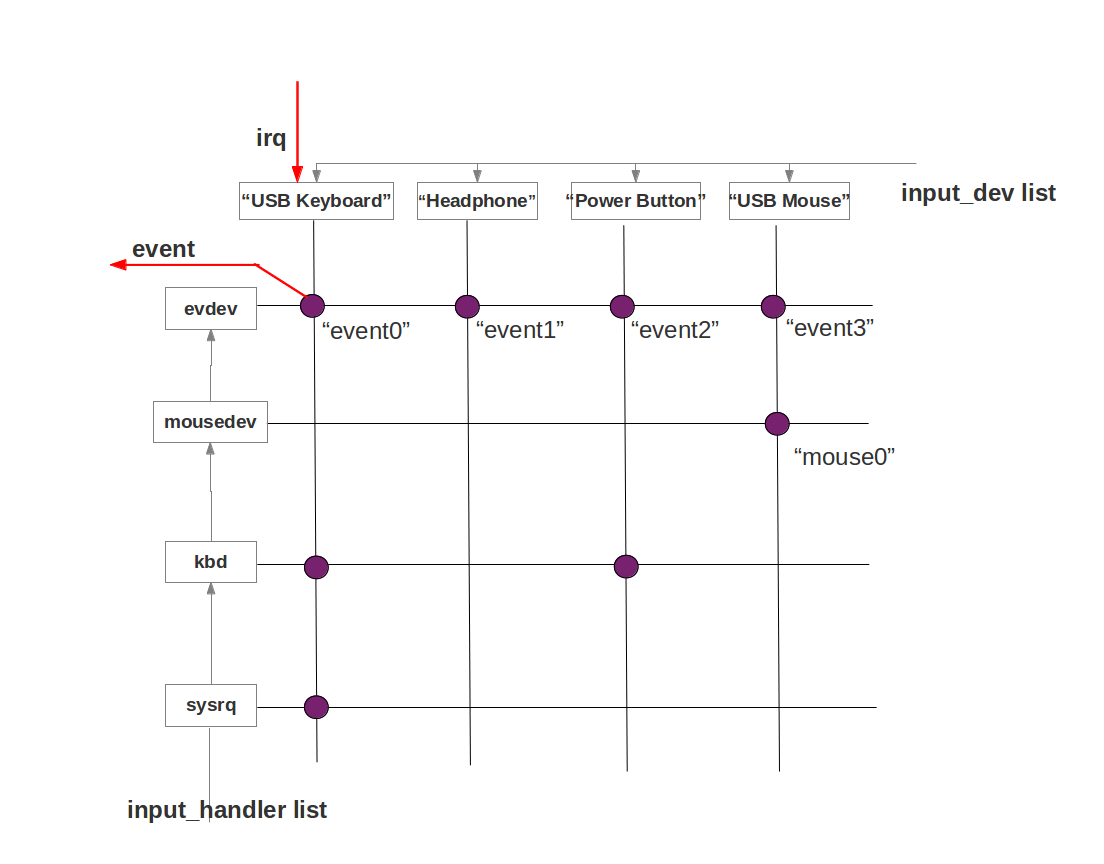 irq
“USB Keyboard”
“Headphone”
“Power Button”
“USB Mouse”
input_dev list
event
evdev
“event0”
“event1”
“event2”
“event3”
mousedev
“mouse0”
kbd
sysrq
input_handler list